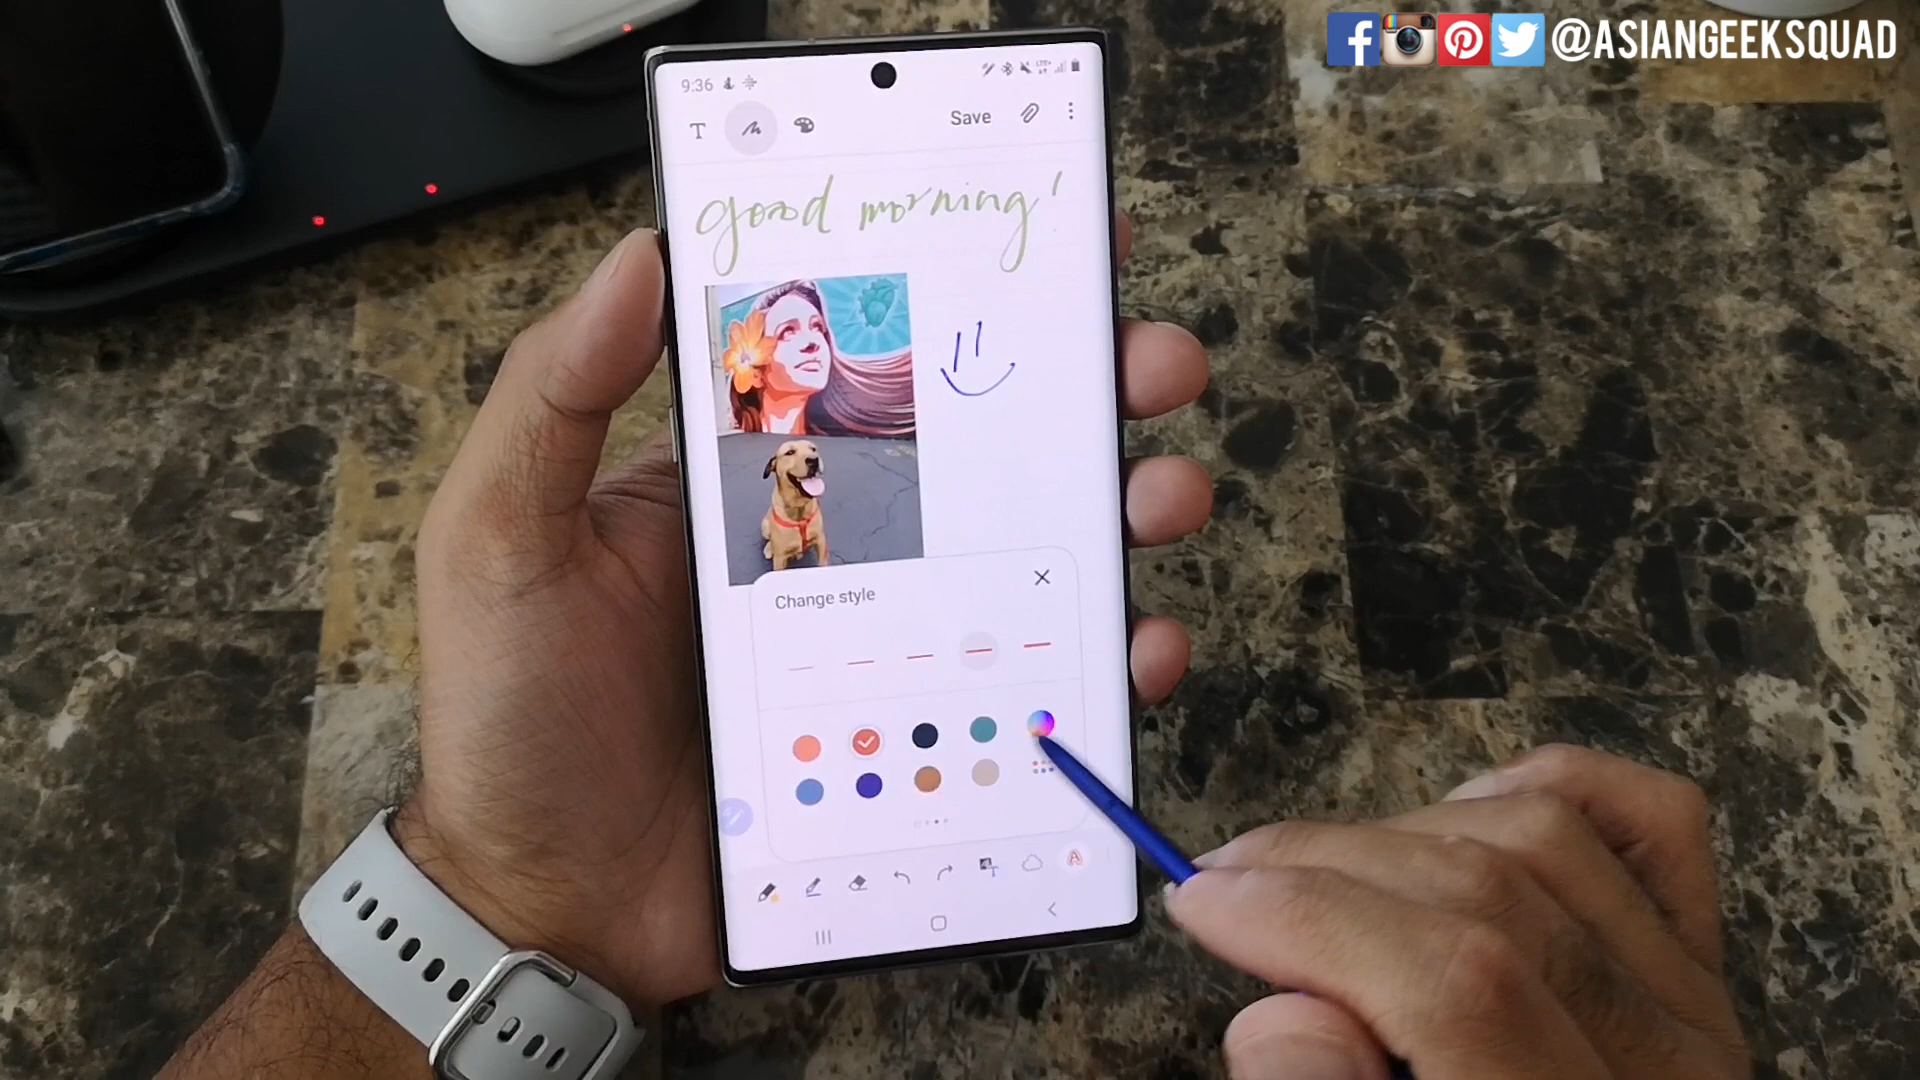 @ASIANGEEKSQUAD
9:36
T Save
good morning!
Change style
T A